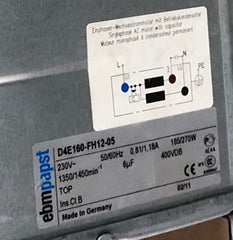 Einphasen-Wechselstrommotor mit Betriebskondensator
Singlephase AC motor with capacitor
Moteur monophasé à condensateur permanent
L
N
PE
ebmpapst
D4E160-FH12-05
230V~ 50/60Hz 0,81/1,18A 185/270W
1350/1450min⁻¹ 6µF 400VDB
TOP
Ins.Cl.B 02/11
Made in Germany
CE